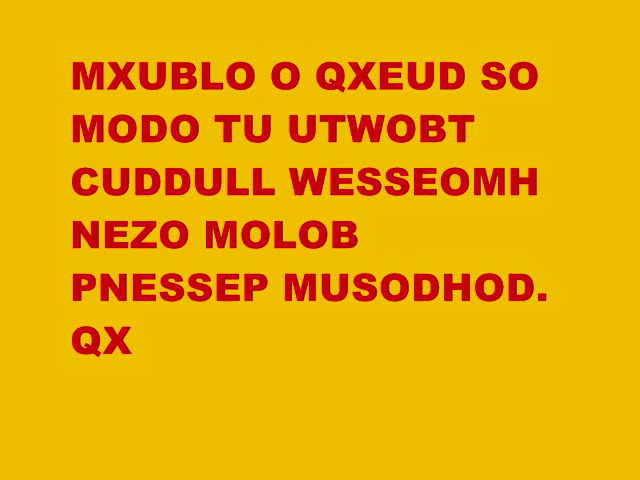 MXUBLO O QXEUD SO
MODO TU UTWOBT
CUDDULL WESSEOMH
NEZO MOLOB
PNESSEP MUSODHOD.
QX